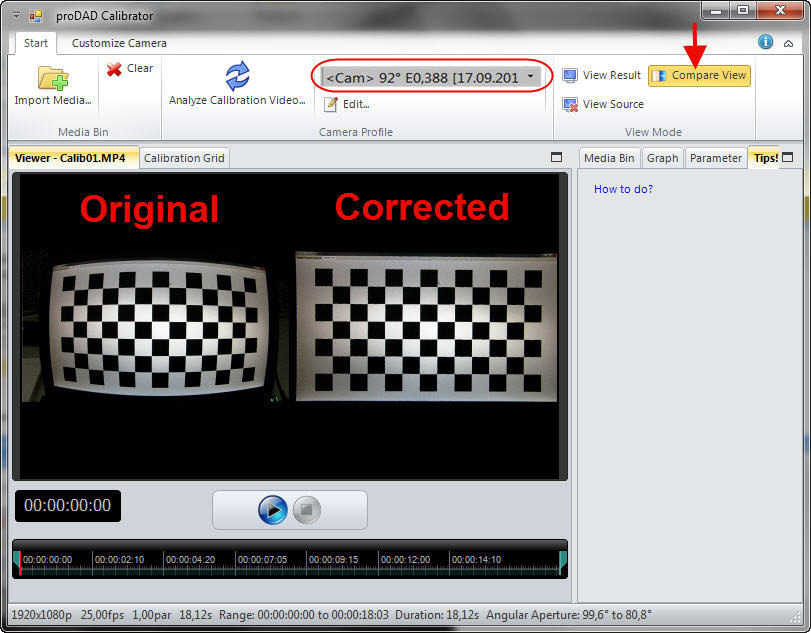 proDAD Calibrator
Start
Customize Camera
Import Media...
Clear
Media Bin
Analyze Calibration Video...
<Cam> 92° E0,388 [17.09.201
Edit...
Camera Profile
View Result
Compare View
View Source
View Mode
Viewer - Calib01.MP4
Calibration Grid
Original
Corrected
00:00:00:00
00:00:00:00
00:00:02:10
00:00:04:20
00:00:07:05
00:00:09:15
00:00:12:00
00:00:14:10
Media Bin
Graph
Parameter
Tips!
How to do?
1920x1080p 25,00fps 1,00par 18,12s Range: 00:00:00:00 to 00:00:18:03 Duration: 18,12s Angular Aperture: 99,6° to 80,8°